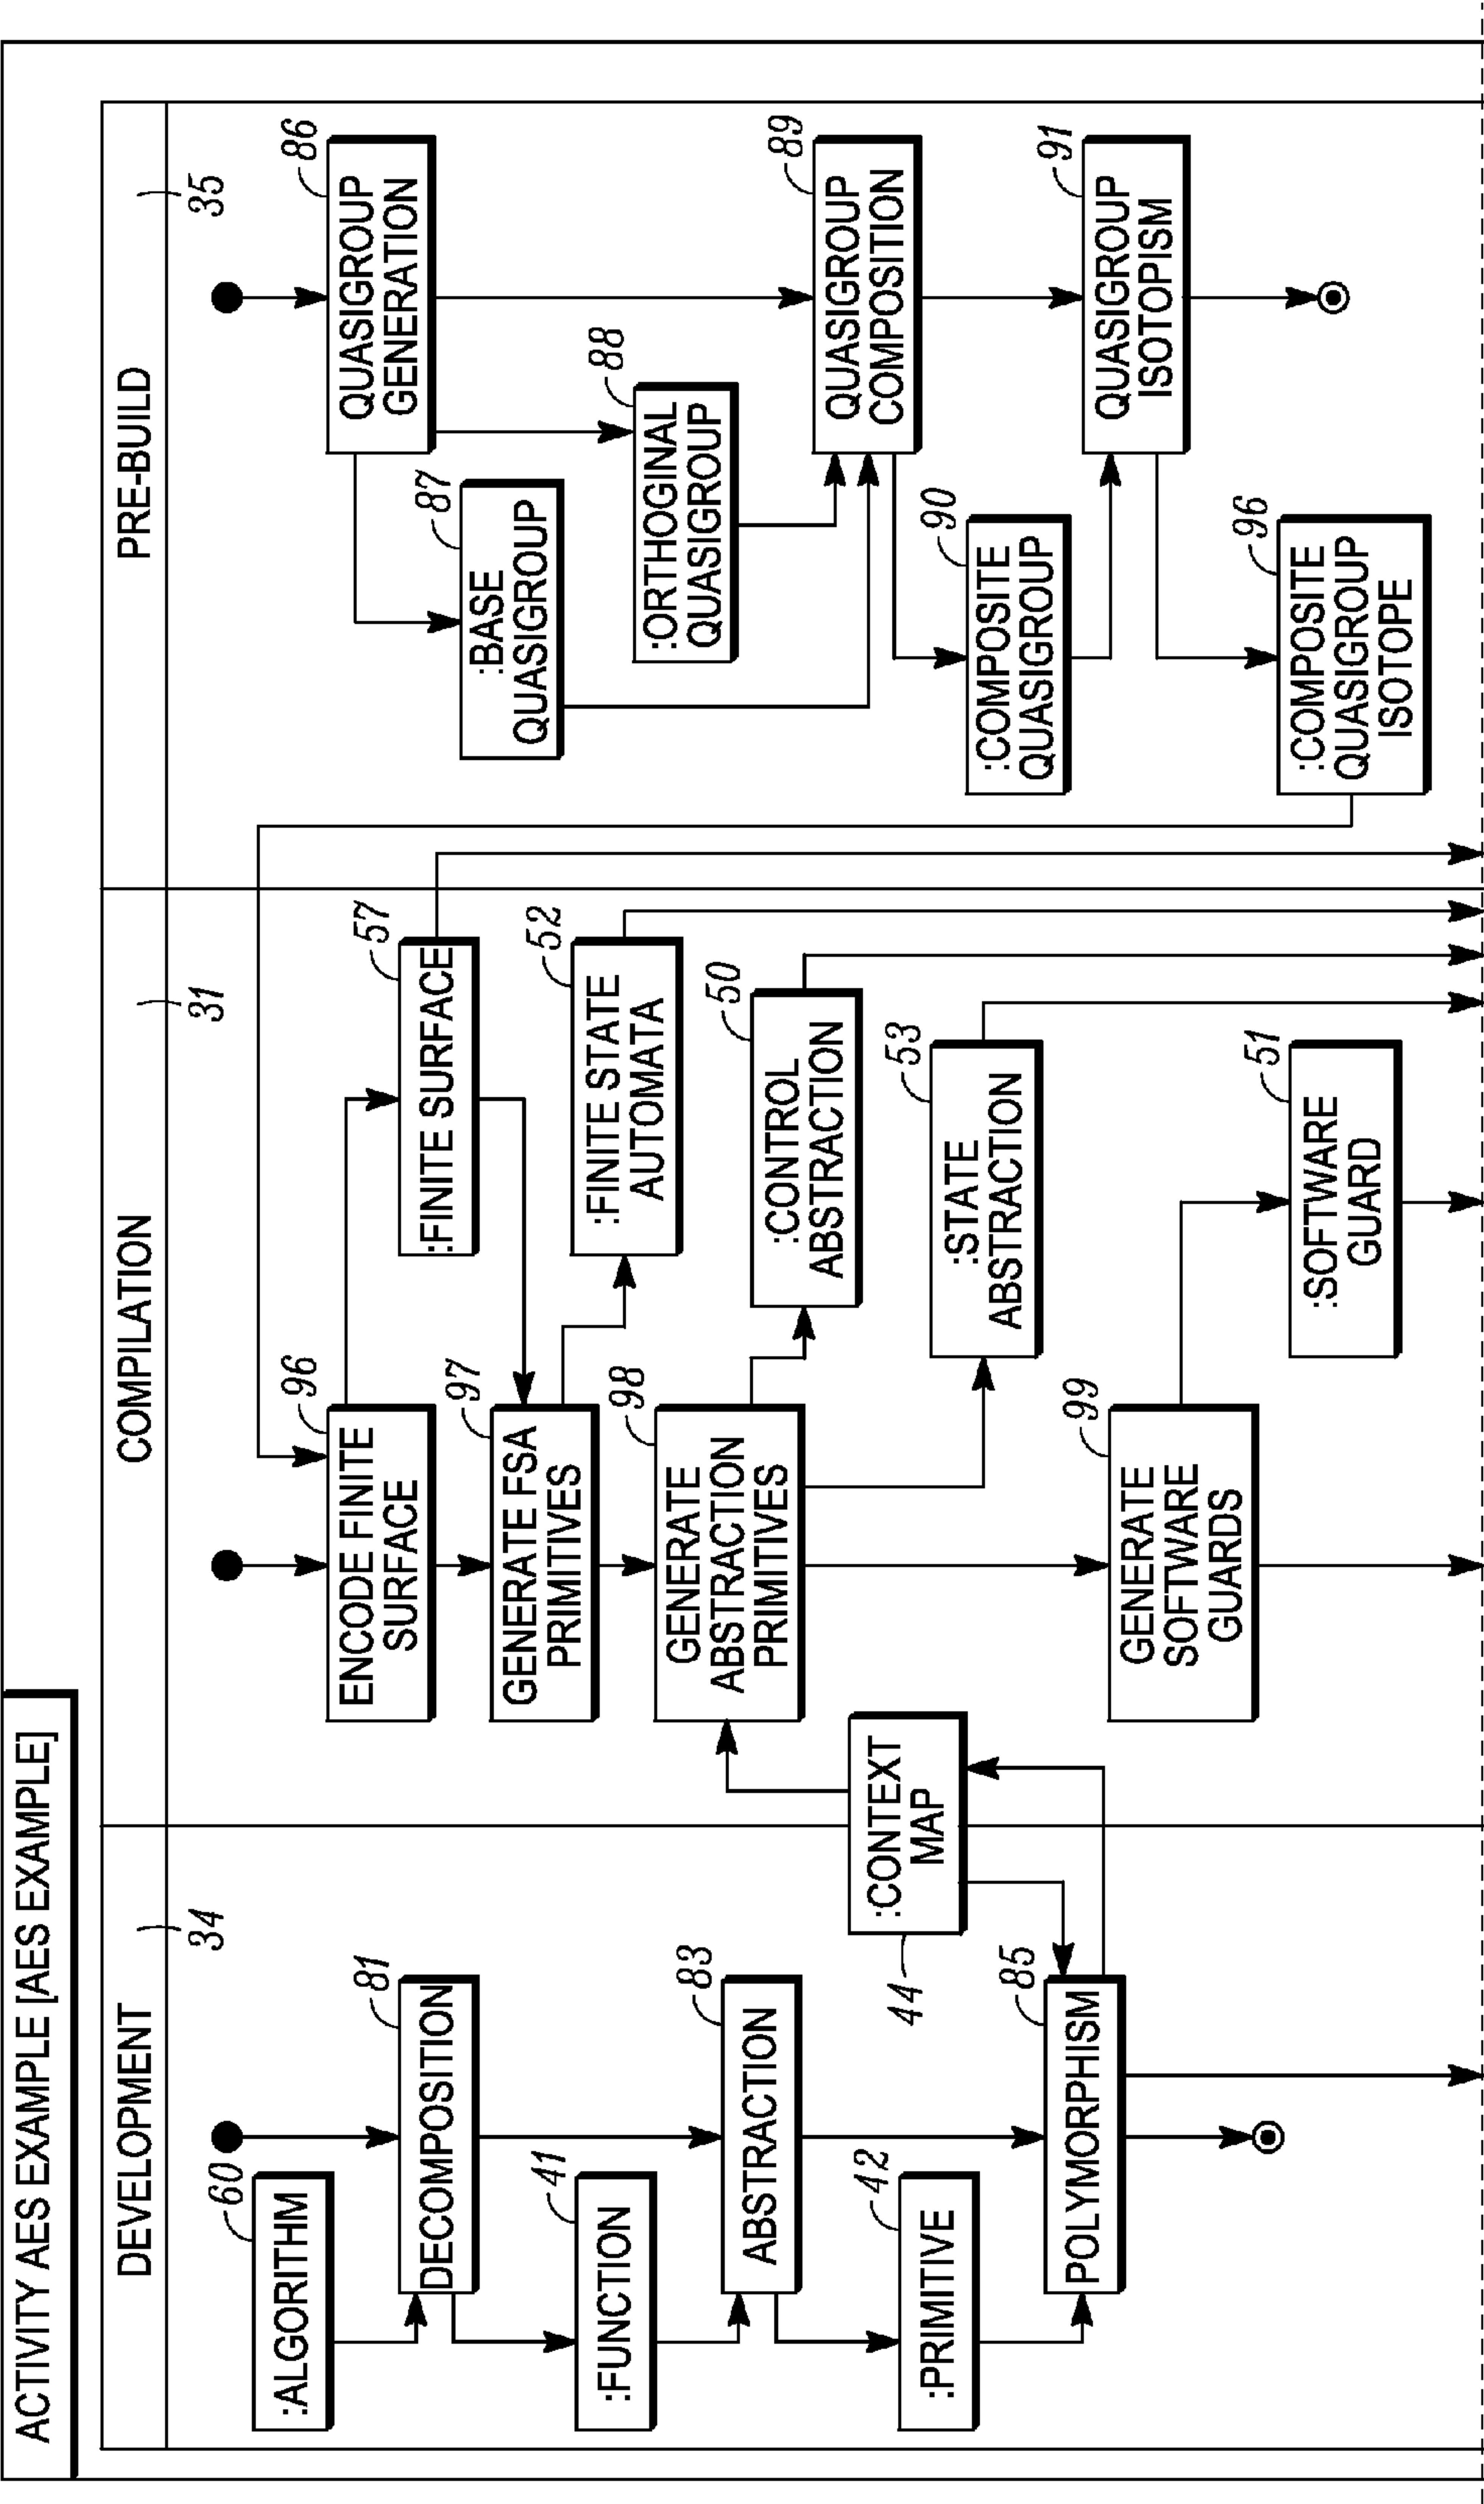 ACTIVITY AES EXAMPLE [AES EXAMPLE]
DEVELOPMENT
34
60
:ALGORITHM
81
DECOMPOSITION
41
:FUNCTION
83
ABSTRACTION
42
:PRIMITIVE
85
POLYMORPHISM
44
:CONTEXT
MAP
COMPILATION
31
96
ENCODE FINITE
SURFACE
57
:FINITE SURFACE
97
GENERATE FSA
PRIMITIVES
52
:FINITE STATE
AUTOMATA
98
GENERATE
ABSTRACTION
PRIMITIVES
50
:CONTROL
ABSTRACTION
53
:STATE
ABSTRACTION
99
GENERATE
SOFTWARE
GUARDS
51
:SOFTWARE
GUARD
PRE-BUILD
35
86
QUASIGROUP
GENERATION
87
:BASE
QUASIGROUP
88
:ORTHOGINAL
QUASIGROUP
89
QUASIGROUP
COMPOSITION
90
:COMPOSITE
QUASIGROUP
91
QUASIGROUP
ISOTOPISM
96
:COMPOSITE
QUASIGROUP
ISOTOPE